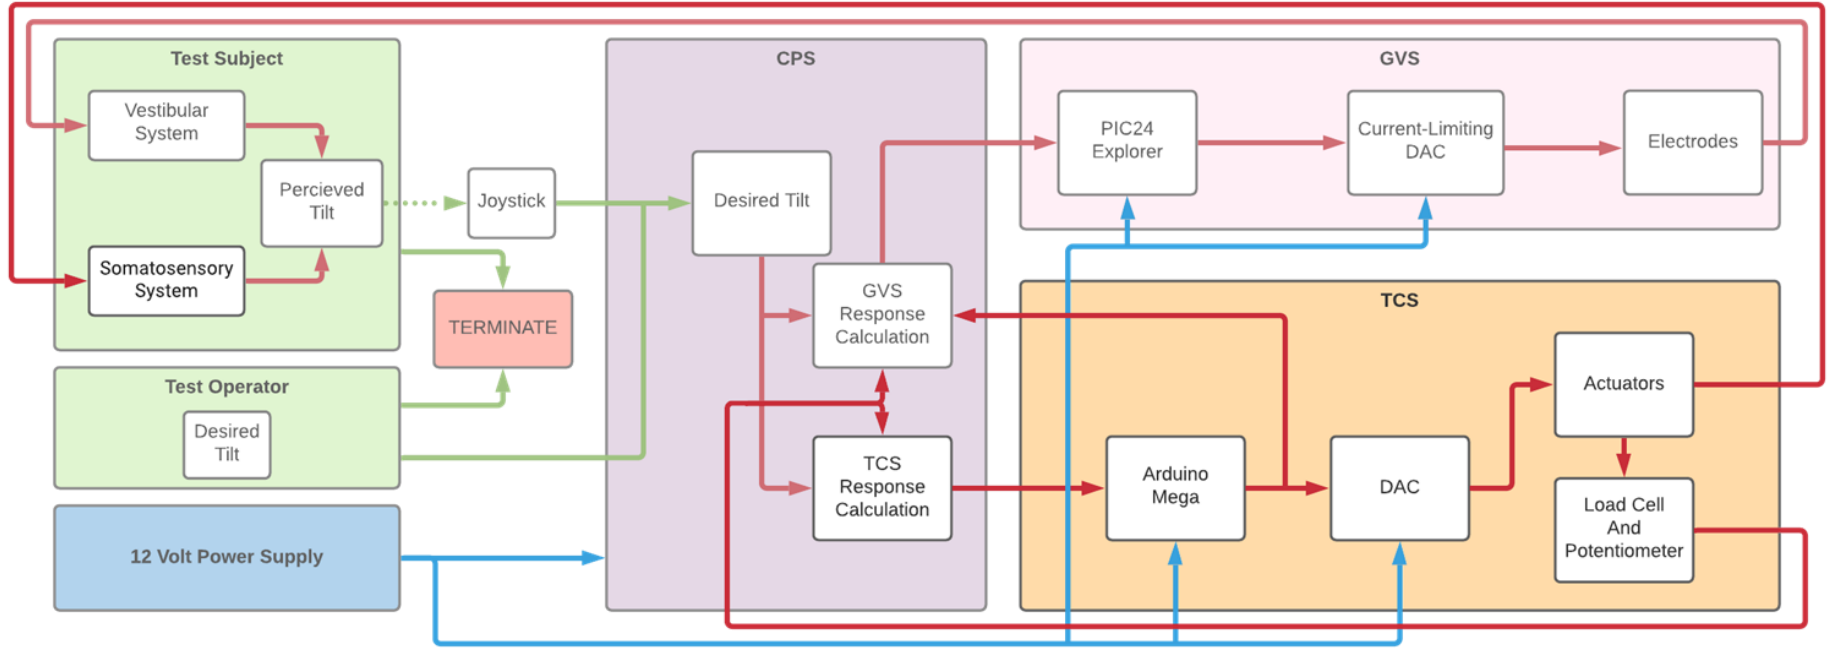 Test Subject
Vestibular
System
Percieved
Tilt
Somatosensory
System
Joystick
TERMINATE
Test Operator
Desired
Tilt
12 Volt Power Supply
CPS
Desired Tilt
GVS
Response
Calculation
TCS
Response
Calculation
GVS
PIC24
Explorer
Current-Limiting
DAC
Electrodes
TCS
Arduino
Mega
DAC
Actuators
Load Cell
And
Potentiometer